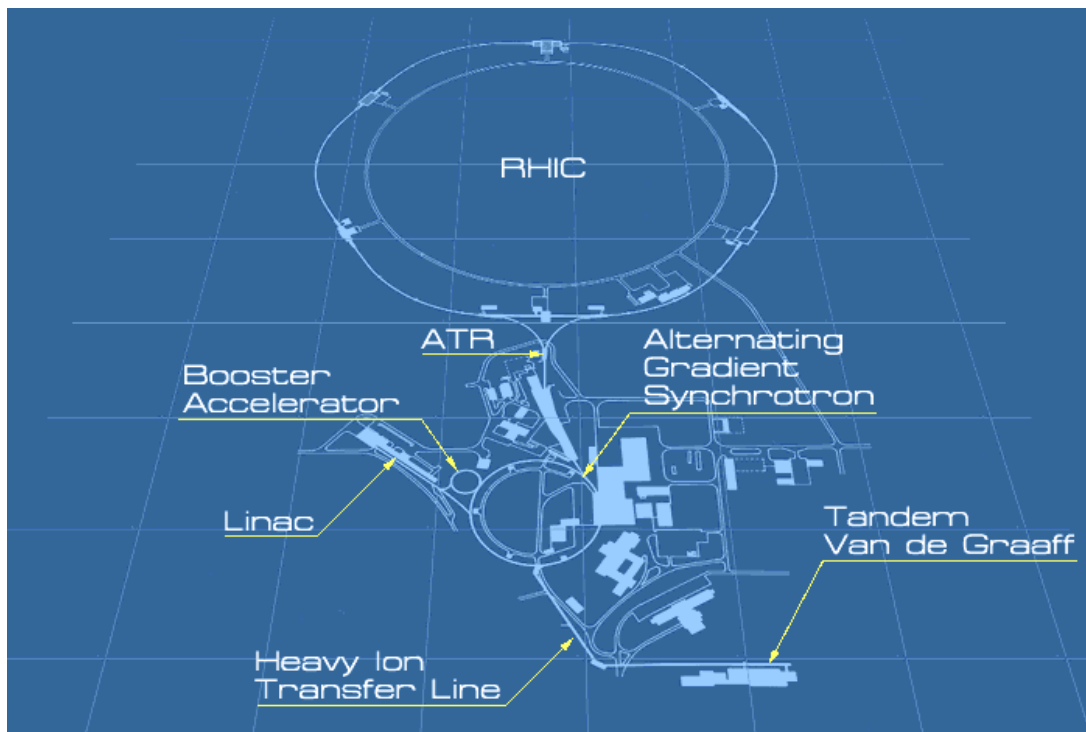 RHIC
ATR
Alternating
Gradient
Synchrotron
Booster
Accelerator
Linac
Tandem
Van de Graaff
Heavy Ion
Transfer Line